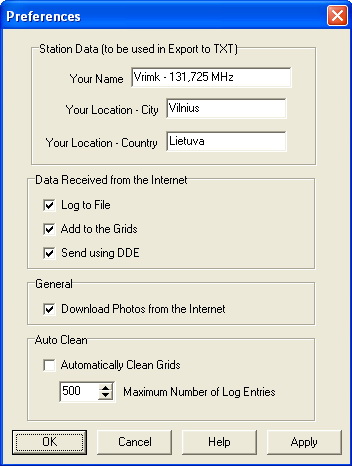 Preferences
Station Data (to be used in Export to TXT)
Your Name Vrimk - 131,725 MHz
Your Location - City Vilnius
Your Location - Country Lietuva
Data Received from the Internet
Log to File
Add to the Grids
Send using DDE
General
Download Photos from the Internet
Auto Clean
Automatically Clean Grids
500 Maximum Number of Log Entries
OK Cancel Help Apply